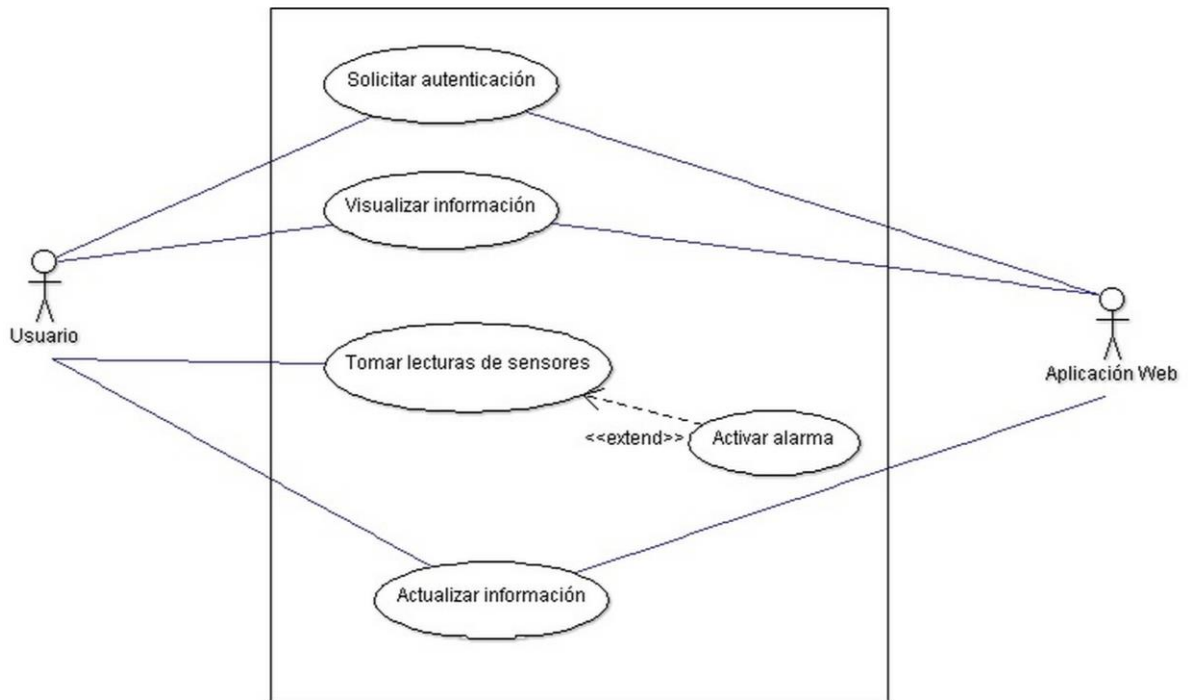 Solicitar autenticación
Visualizar información
Usuario
Tomar lecturas de sensores
Aplicación Web
<<extend>>
Activar alarma
Actualizar información